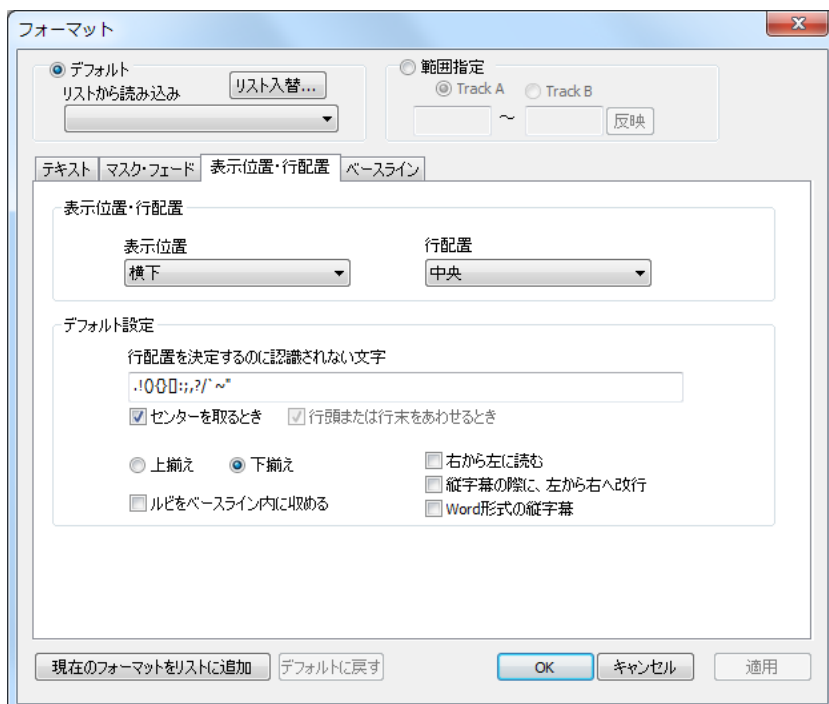 フォーマット
デフォルト
リストから読み込み
リスト入替...
範囲指定
Track A
Track B
～
反映
テキスト
マスク・フェード
表示位置・行配置
ベースライン
表示位置・行配置
表示位置
行配置
横下
中央
デフォルト設定
行配置を決定するのに認識されない文字
.!(){}[]:;,?/`~"
センターを取るとき
行頭または行末をあわせるとき
上揃え
下揃え
ルビをベースライン内に収める
右から左に読む
縦字幕の際に、左から右へ改行
Word形式の縦字幕
現在のフォーマットをリストに追加
デフォルトに戻す
OK
キャンセル
適用